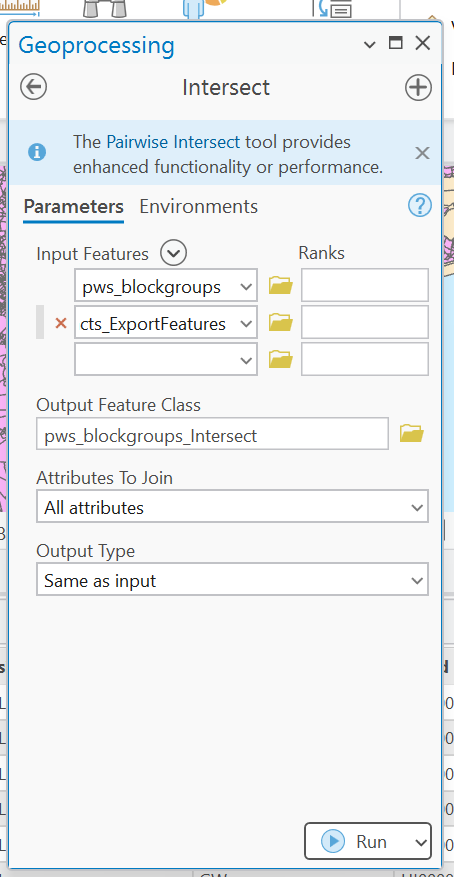 Geoprocessing
Intersect
The Pairwise Intersect tool provides
enhanced functionality or performance.
Parameters Environments
Input Features Ranks
pws_blockgroups
cts_ExportFeatures
Output Feature Class
pws_blockgroups_Intersect
Attributes To Join
All attributes
Output Type
Same as input
Run